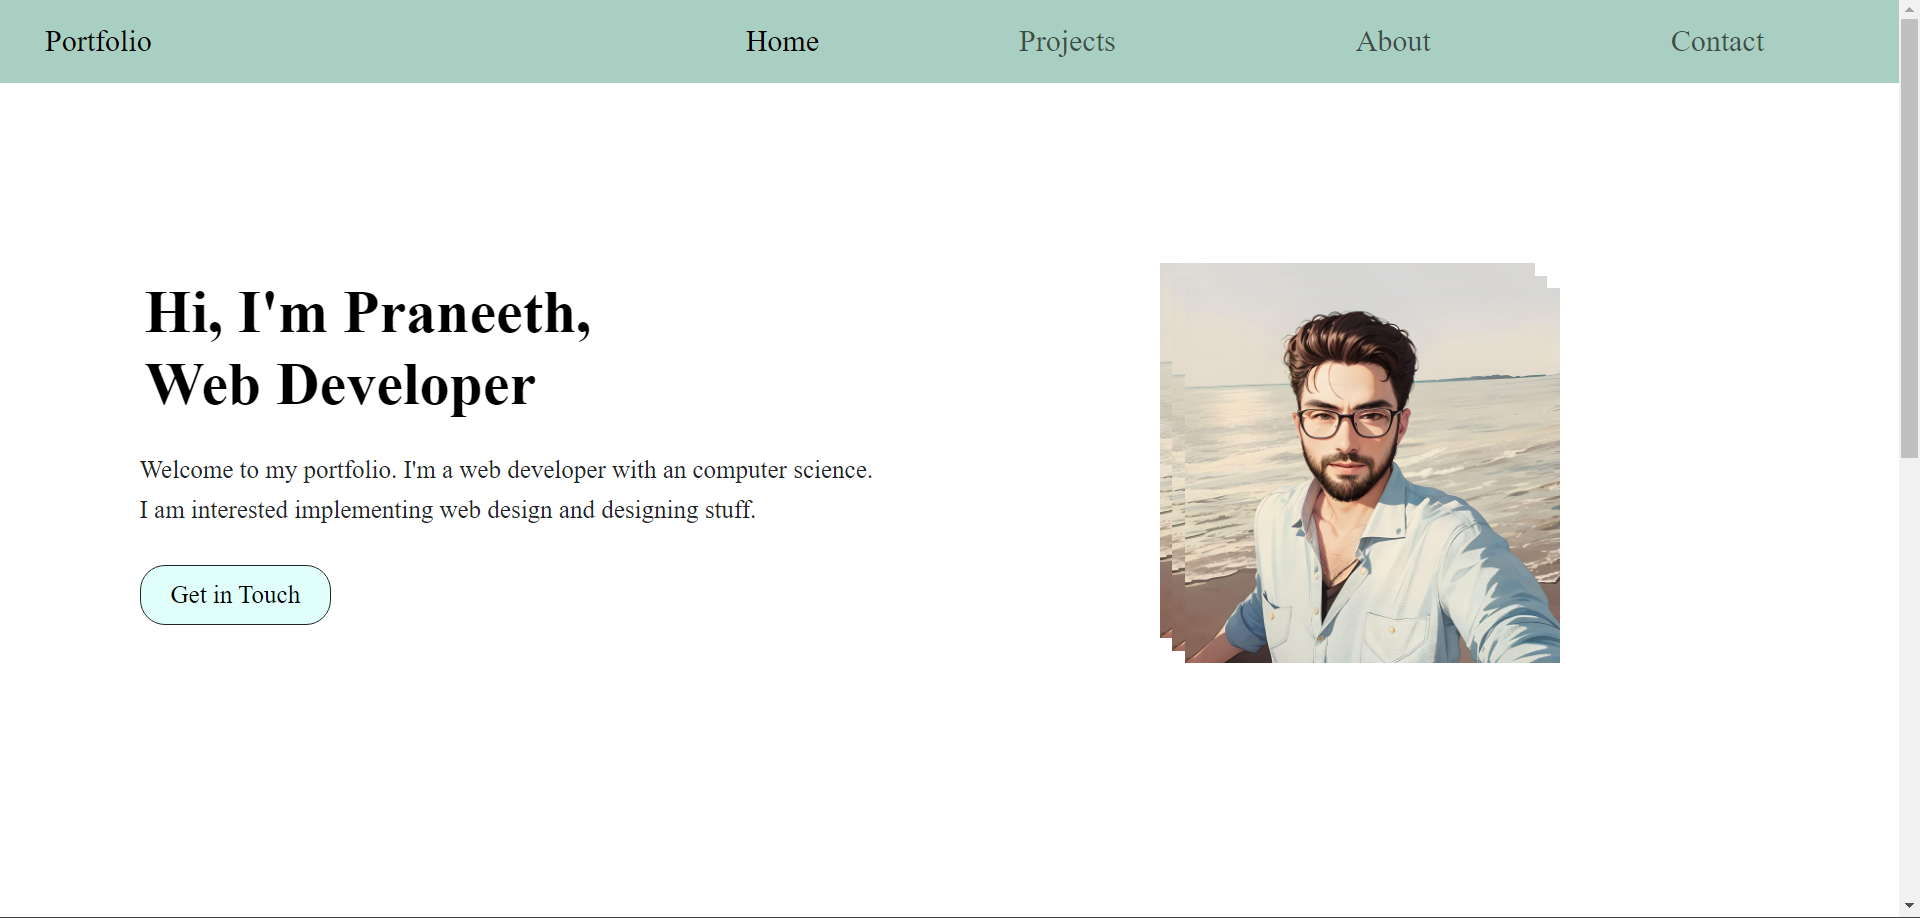 Portfolio Home Projects About Contact
Hi, I'm Praneeth,
Web Developer
Welcome to my portfolio. I'm a web developer with an computer science.
I am interested implementing web design and designing stuff.
Get in Touch